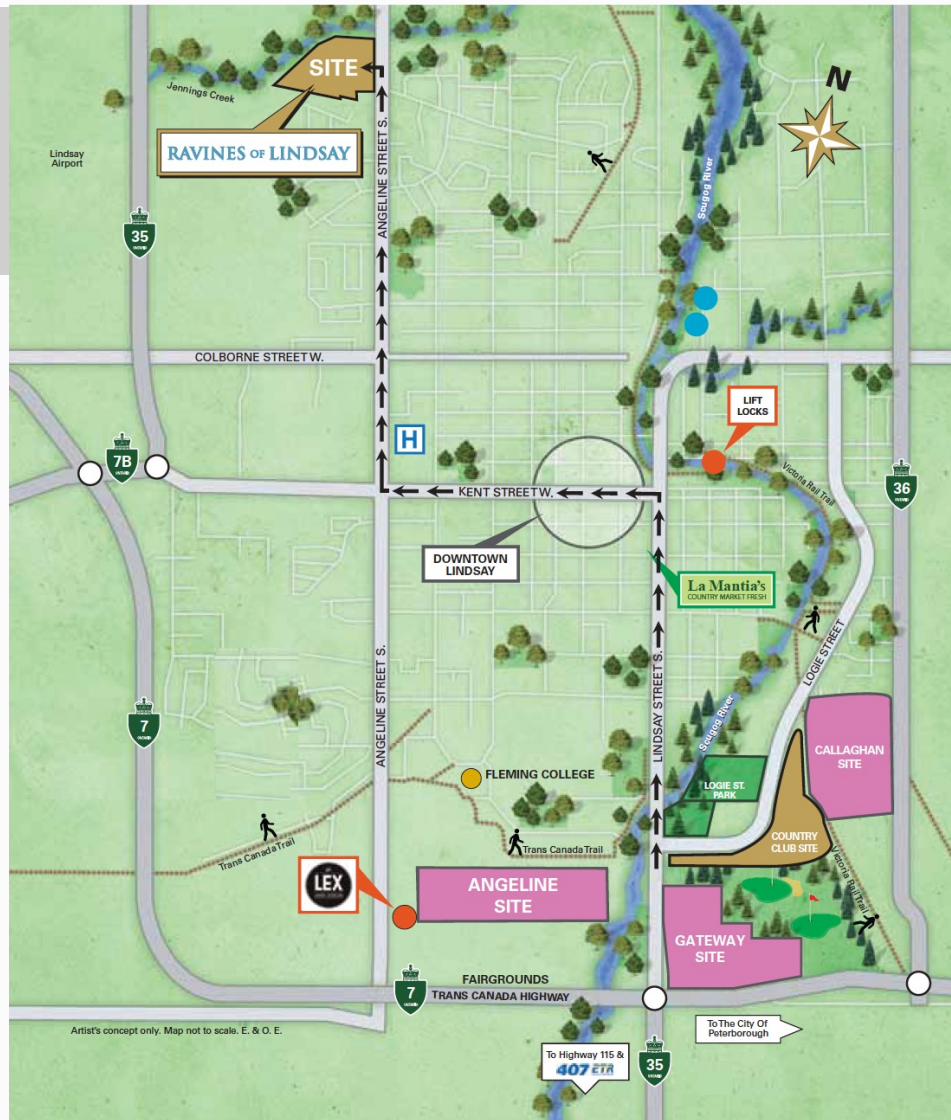 SITE
Jennings Creek
RAVINES OF LINDSAY
Lindsay
Airport
35
ANGELINE STREET S.
N
Scugog River
COLBORNE STREET W.
H
7B
KENT STREET W.
LIFT
LOCKS
Victoria Rail Trail
36
DOWNTOWN
LINDSAY
La Mantia's
COUNTRY MARKET FRESH
LINDSAY STREET S.
LOGIE STREET
ANGELINE STREET S.
7
Scugog River
CALLAGHAN
SITE
FLEMING COLLEGE
LOGIE ST.
PARK
COUNTRY
CLUB SITE
Trans Canada Trail
Trans Canada Trail
Victoria Rail Trail
LEX
ANGELINE
SITE
GATEWAY
SITE
FAIRGROUNDS
7
TRANS CANADA HIGHWAY
Artist's concept only. Map not to scale. E. & O. E.
To The City Of
Peterborough
To Highway 115 &
407 ETR
35